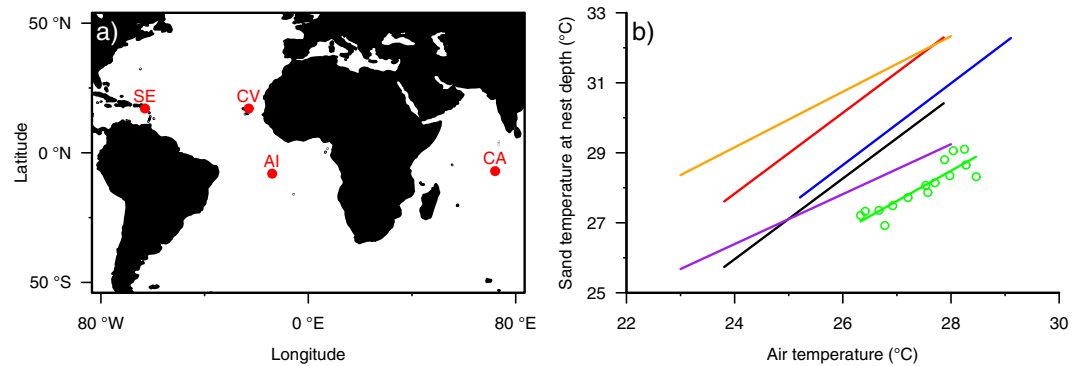 a)
50 °N
0 °N
50 °S
Latitude
SE
CV
AI
CA
80 °W
0 °E
80 °E
Longitude
b)
33
31
29
27
25
Sand temperature at nest depth (°C)
22
24
26
28
30
Air temperature (°C)